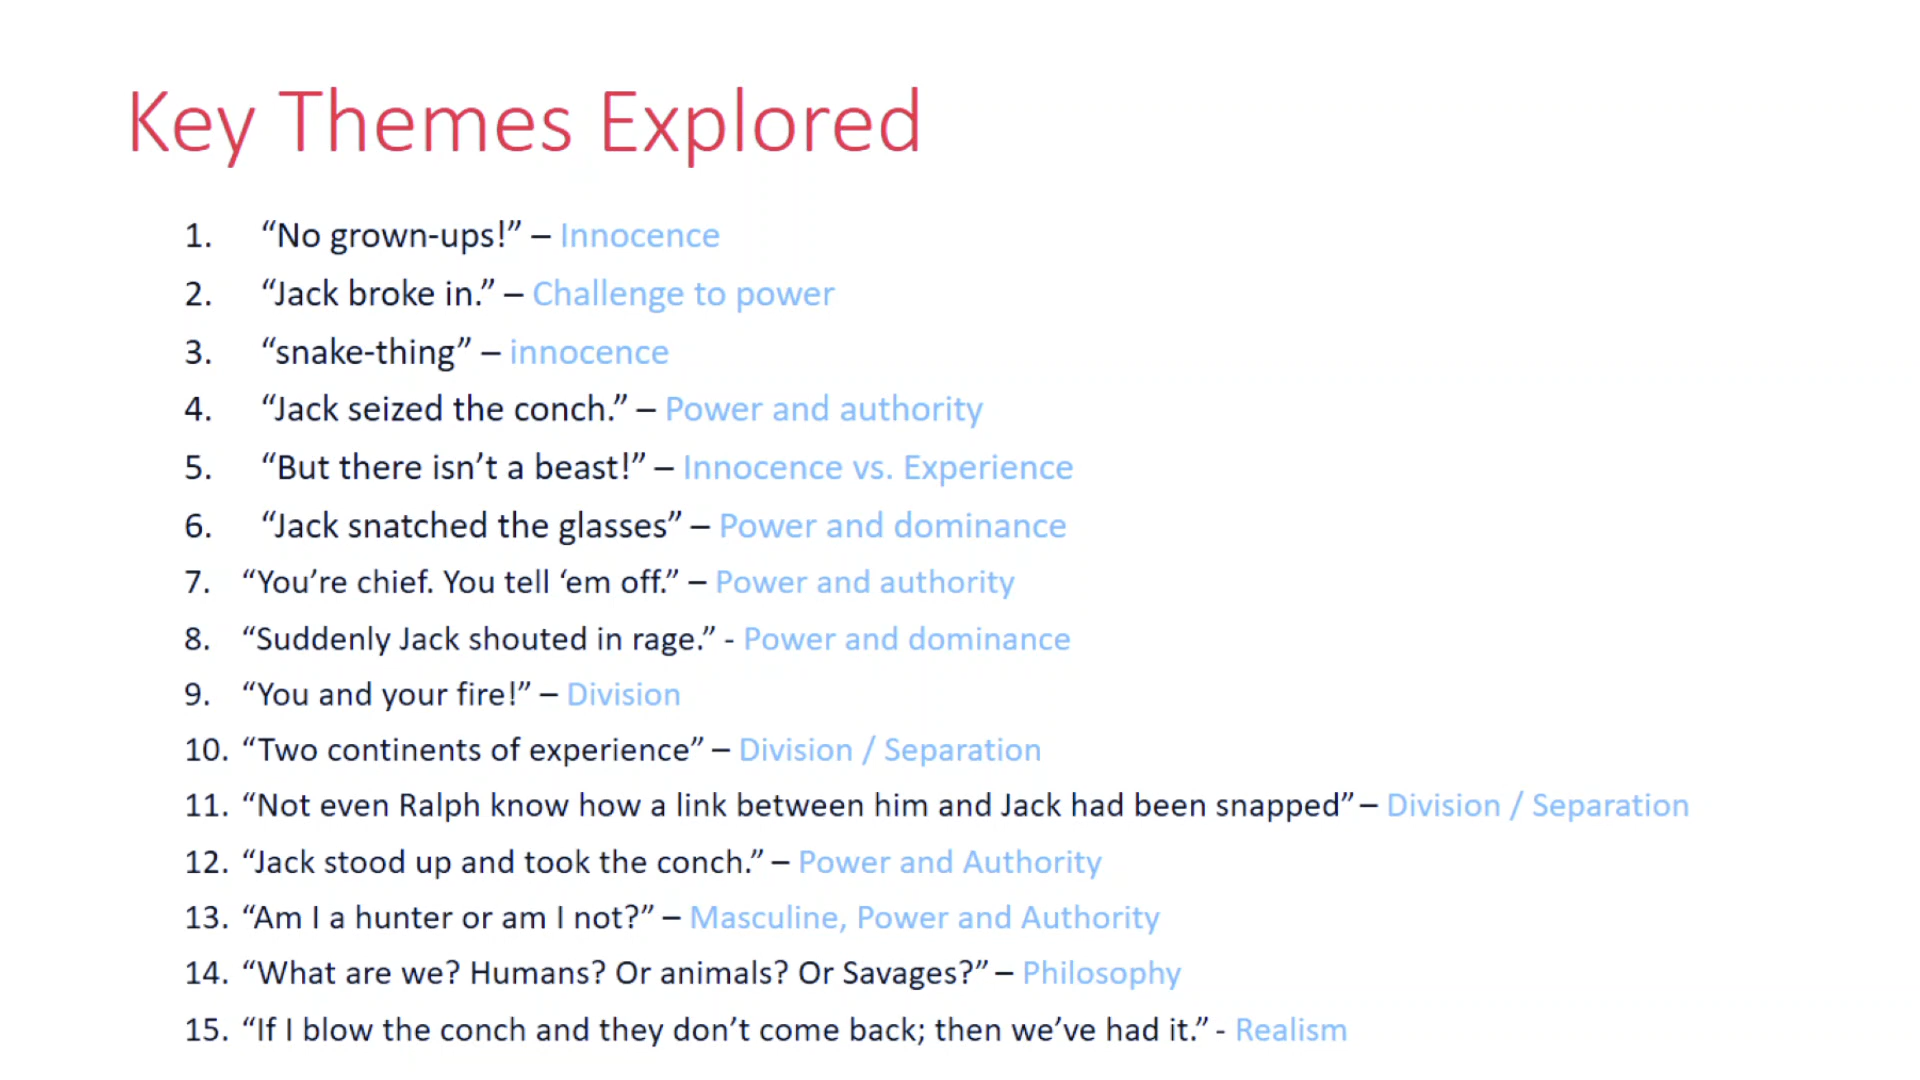 Key Themes Explored
1. “No grown-ups!” – Innocence
2. “Jack broke in.” – Challenge to power
3. “snake-thing” – innocence
4. “Jack seized the conch.” – Power and authority
5. “But there isn’t a beast!” – Innocence vs. Experience
6. “Jack snatched the glasses” – Power and dominance
7. “You’re chief. You tell ‘em off.” – Power and authority
8. “Suddenly Jack shouted in rage.” - Power and dominance
9. “You and your fire!” – Division
10. “Two continents of experience” – Division / Separation
11. “Not even Ralph know how a link between him and Jack had been snapped” – Division / Separation
12. “Jack stood up and took the conch.” – Power and Authority
13. “Am I a hunter or am I not?” – Masculine, Power and Authority
14. “What are we? Humans? Or animals? Or Savages?” – Philosophy
15. “If I blow the conch and they don’t come back; then we’ve had it.” - Realism